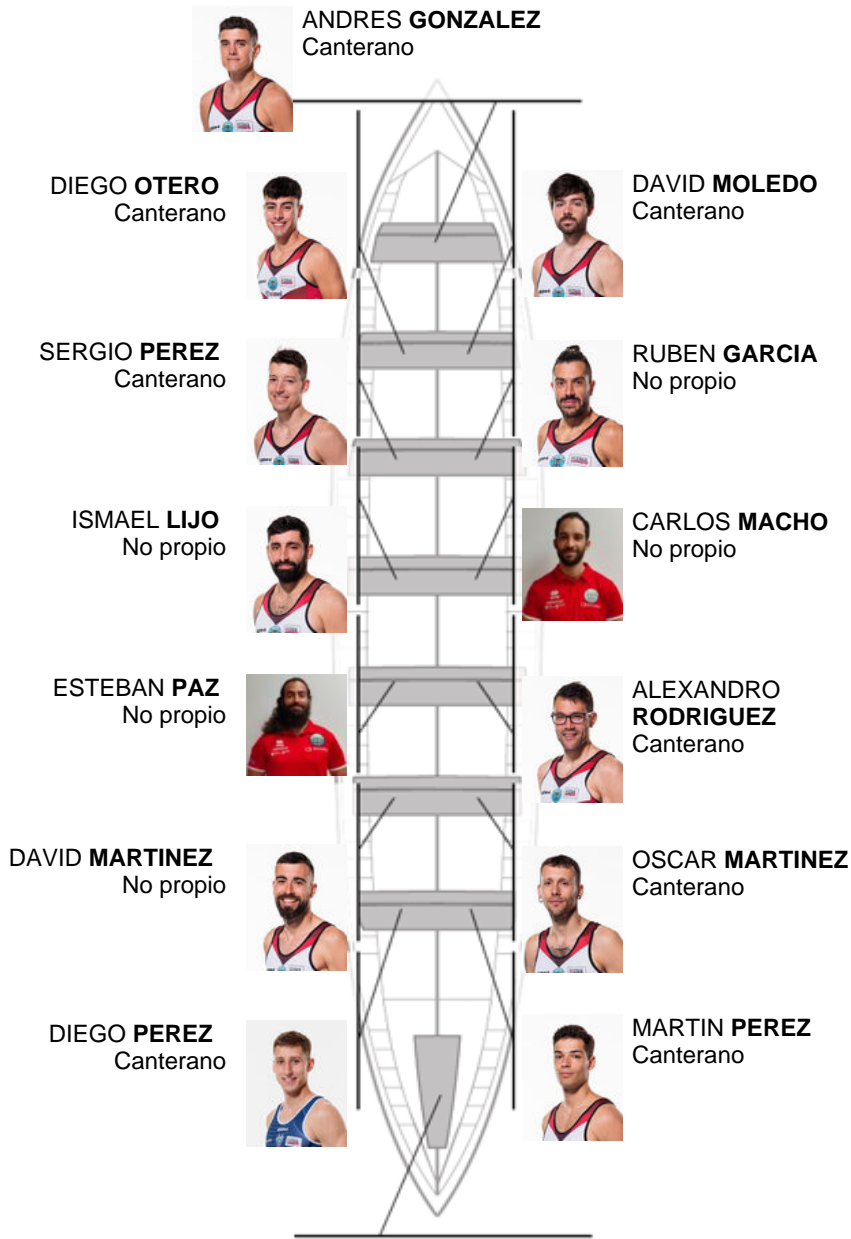 ANDRES GONZALEZ
Canterano
DIEGO OTERO
Canterano
DAVID MOLEDO
Canterano
SERGIO PEREZ
Canterano
RUBEN GARCIA
No propio
ISMAEL LIJO
No propio
CARLOS MACHO
No propio
ESTEBAN PAZ
No propio
ALEXANDRO
RODRIGUEZ
Canterano
DAVID MARTINEZ
No propio
OSCAR MARTINEZ
Canterano
DIEGO PEREZ
Canterano
MARTIN PEREZ
Canterano